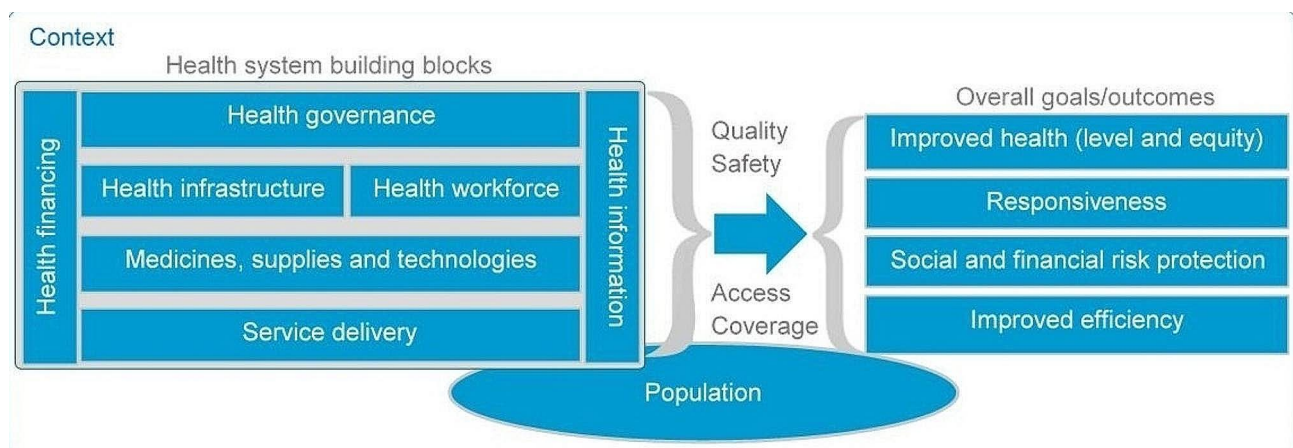 Context
Health system building blocks
Health financing
Health governance
Health infrastructure
Health workforce
Medicines, supplies and technologies
Service delivery
Health information
Quality
Safety
Access
Coverage
Population
Overall goals/outcomes
Improved health (level and equity)
Responsiveness
Social and financial risk protection
Improved efficiency